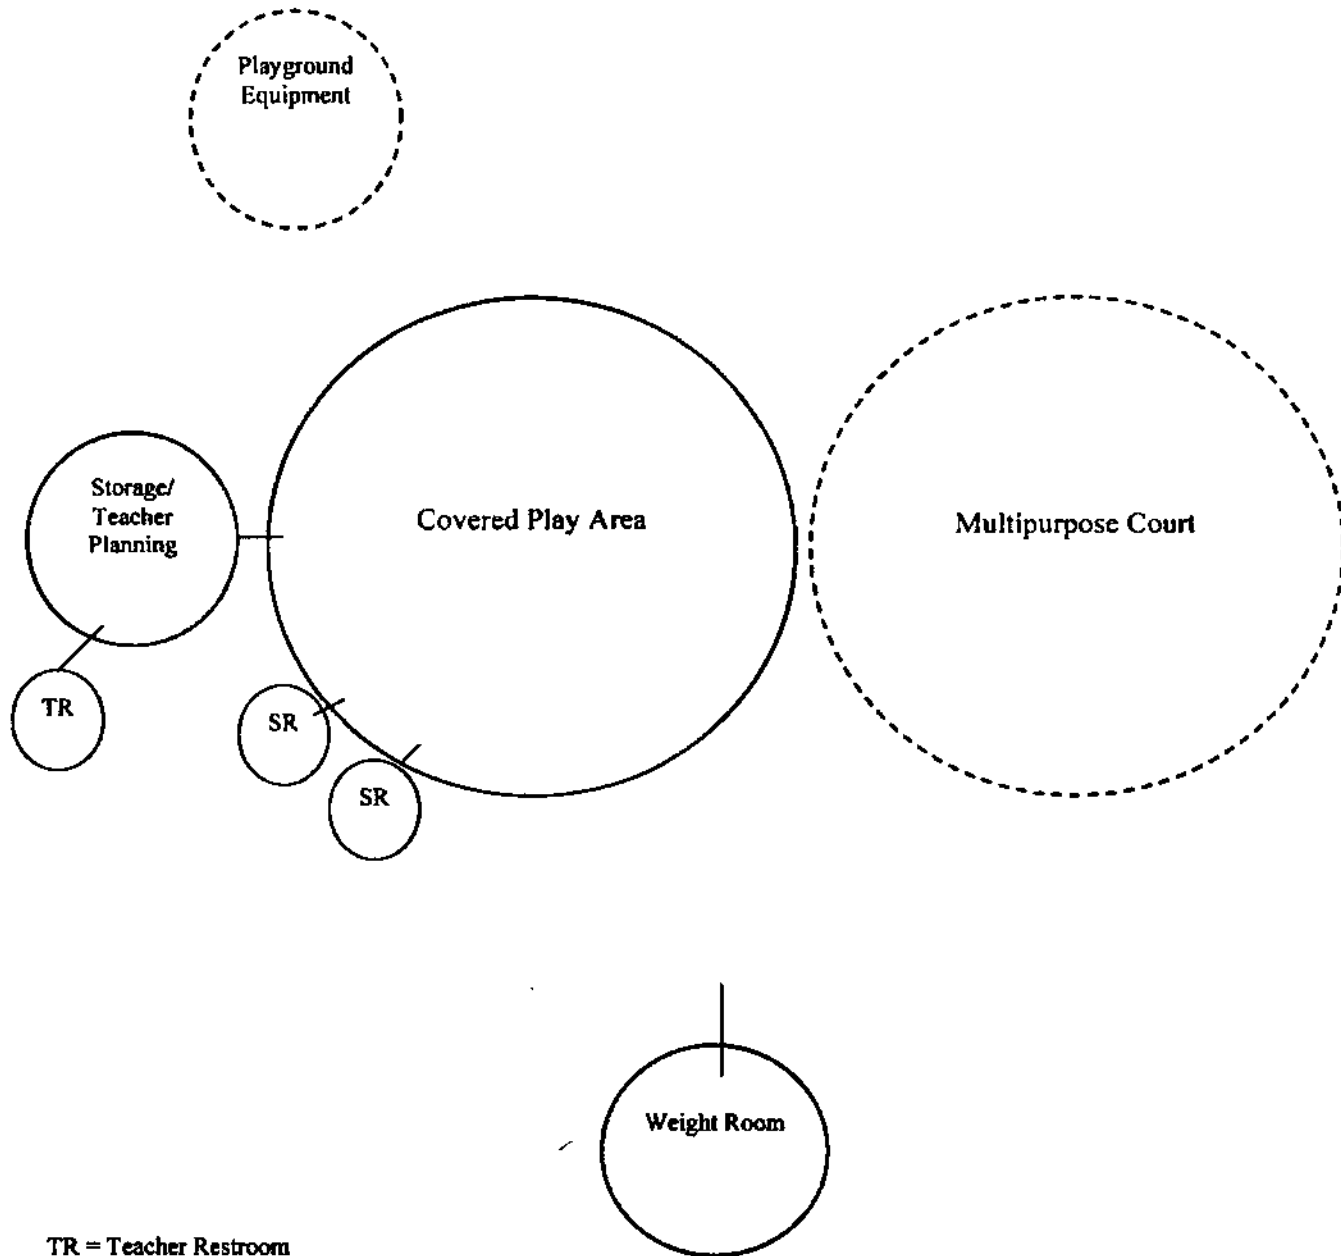 Playground
Equipment
Storage/
Teacher
Planning
Covered Play Area
Multipurpose Court
TR
SR
SR
Weight Room
TR = Teacher Restroom